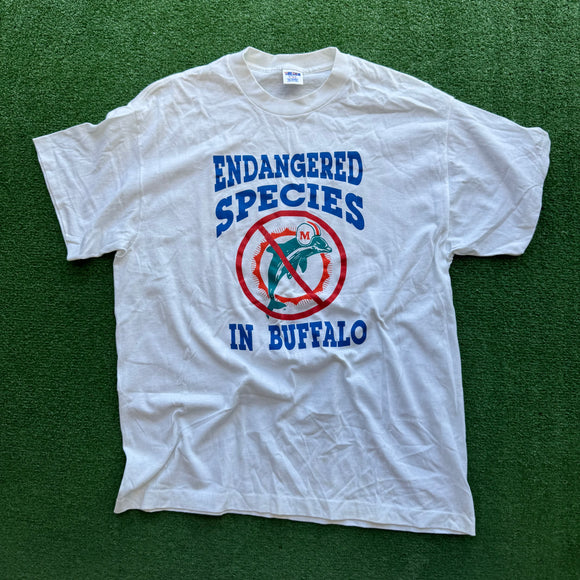 ENDANGERED
SPECIES
M
IN BUFFALO